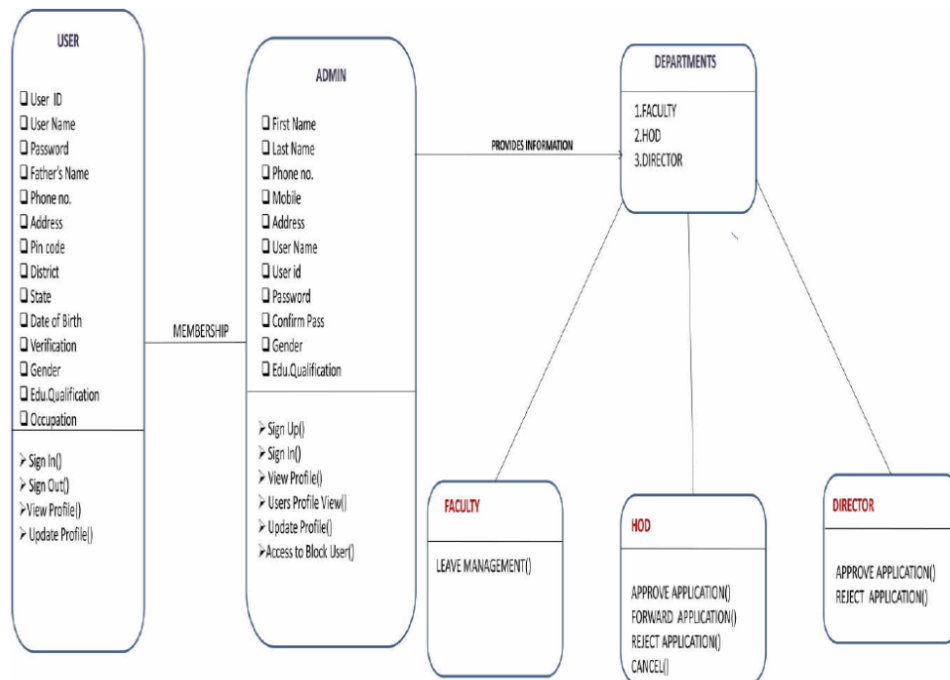 USER
User ID
User Name
Password
Father's Name
Phone no.
Address
Pin code
District
State
Date of Birth
Verification
Gender
Edu.Qualification
Occupation
Sign In()
Sign Out()
View Profile()
Update Profile()
MEMBERSHIP
ADMIN
First Name
Last Name
Phone no.
Mobile
Address
User Name
User id
Password
Confirm Pass
Gender
Edu.Qualification
Sign Up()
Sign In()
View Profile()
Users Profile View()
Update Profile()
Access to Block User()
PROVIDES INFORMATION
DEPARTMENTS
1.FACULTY
2.HOD
3.DIRECTOR
FACULTY
LEAVE MANAGEMENT()
HOD
APPROVE APPLICATION()
FORWARD APPLICATION()
REJECT APPLICATION()
CANCEL()
DIRECTOR
APPROVE APPLICATION()
REJECT APPLICATION()